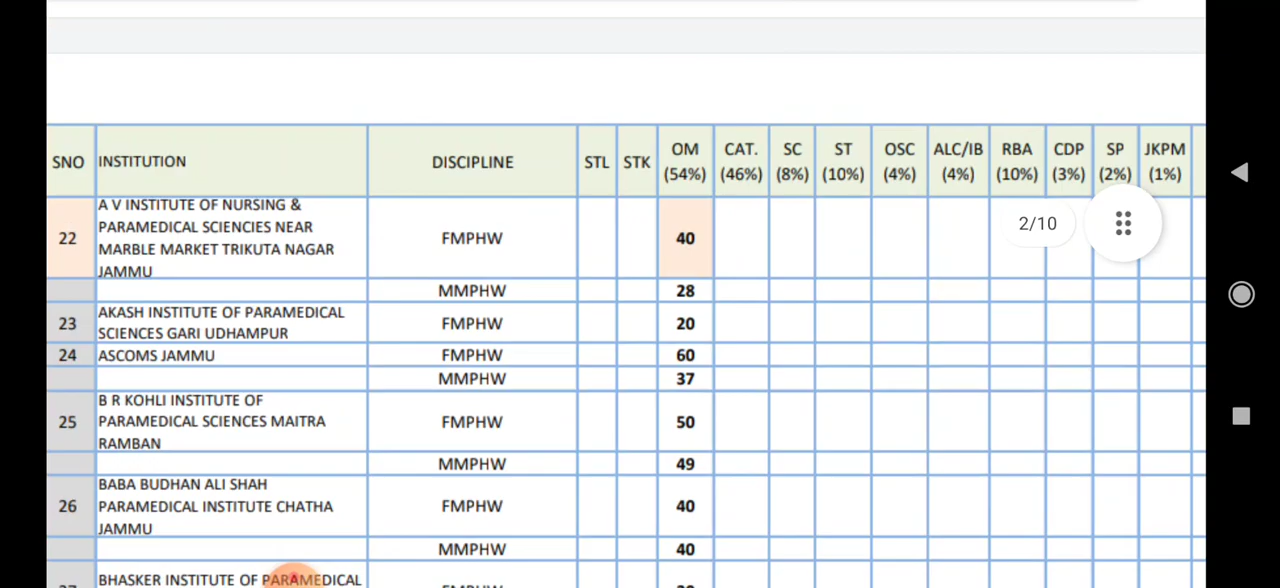 SNO INSTITUTION DISCIPLINE STL STK OM (54%) CAT. (46%) SC (8%) ST (10%) OSC (4%) ALC/IB (4%) RBA (10%) CDP (3%) SP (2%) JKPM (1%)
22 A V INSTITUTE OF NURSING & PARAMEDICAL SCIENCIES NEAR MARBLE MARKET TRIKUTA NAGAR JAMMU FMPHW 40
2/10
MMPHW 28
23 AKASH INSTITUTE OF PARAMEDICAL SCIENCES GARI UDHAMPUR FMPHW 20
24 ASCOMS JAMMU FMPHW 60
MMPHW 37
25 B R KOHLI INSTITUTE OF PARAMEDICAL SCIENCES MAITRA RAMBAN FMPHW 50
MMPHW 49
26 BABA BUDHAN ALI SHAH PARAMEDICAL INSTITUTE CHATHA JAMMU FMPHW 40
MMPHW 40
BHASKER INSTITUTE OF PARAMEDICAL